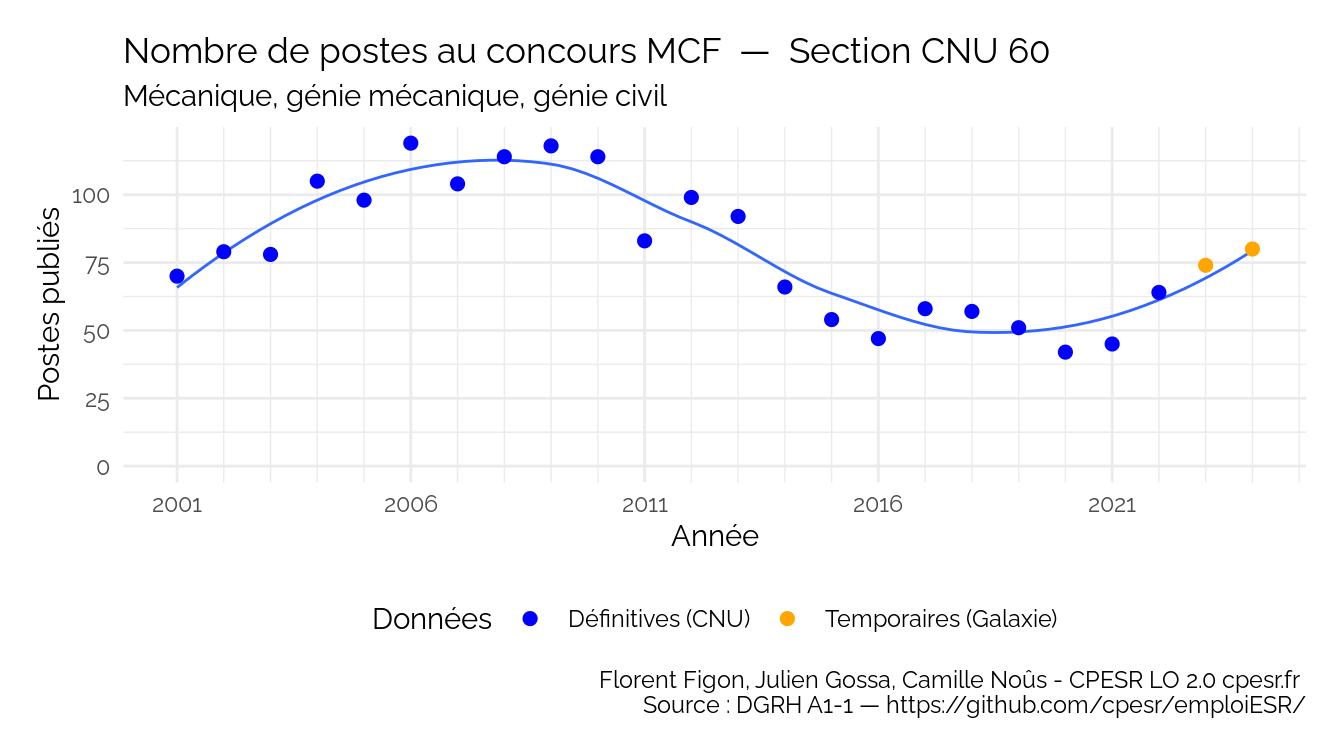 Nombre de postes au concours MCF — Section CNU 60
Mécanique, génie mécanique, génie civil
Postes publiés
100
75
50
25
0
2001 2006 2011 2016 2021
Année
Données Définitives (CNU) Temporaires (Galaxie)
Florent Figon, Julien Gossa, Camille Noûs - CPESR LO 2.0 cpesr.fr
Source : DGRH A1-1 — https://github.com/cpesr/emploiESR/